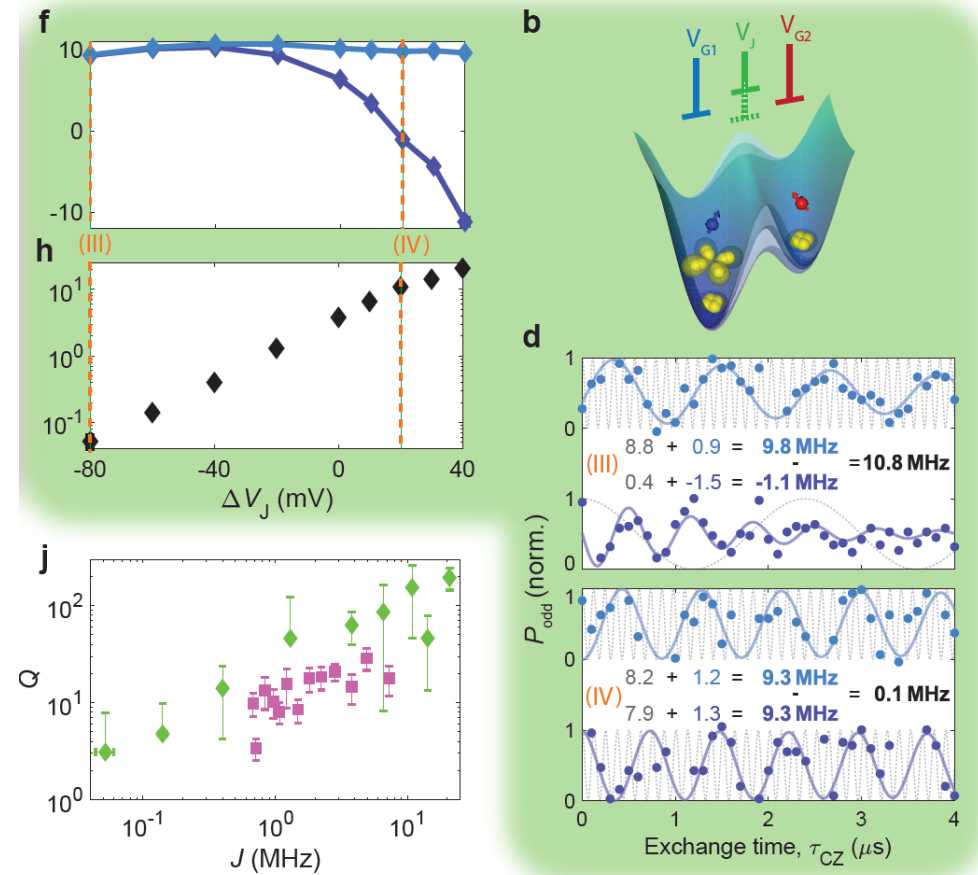 f
10
0
-10
(III)
(IV)
h
10^1
10^0
10^-1
-80
-40
0
40
ΔV_J (mV)
j
10^2
10^1
10^0
Q
10^-1
10^0
10^1
J (MHz)
b
V_G1
V_J
V_G2
d
1
0
8.8 + 0.9 = 9.8 MHz
(III)
-
= 10.8 MHz
0.4 + -1.5 = -1.1 MHz
1
0
P_odd (norm.)
1
0
8.2 + 1.2 = 9.3 MHz
(IV)
-
= 0.1 MHz
7.9 + 1.3 = 9.3 MHz
1
0
0
1
2
3
4
Exchange time, τ_CZ (μs)